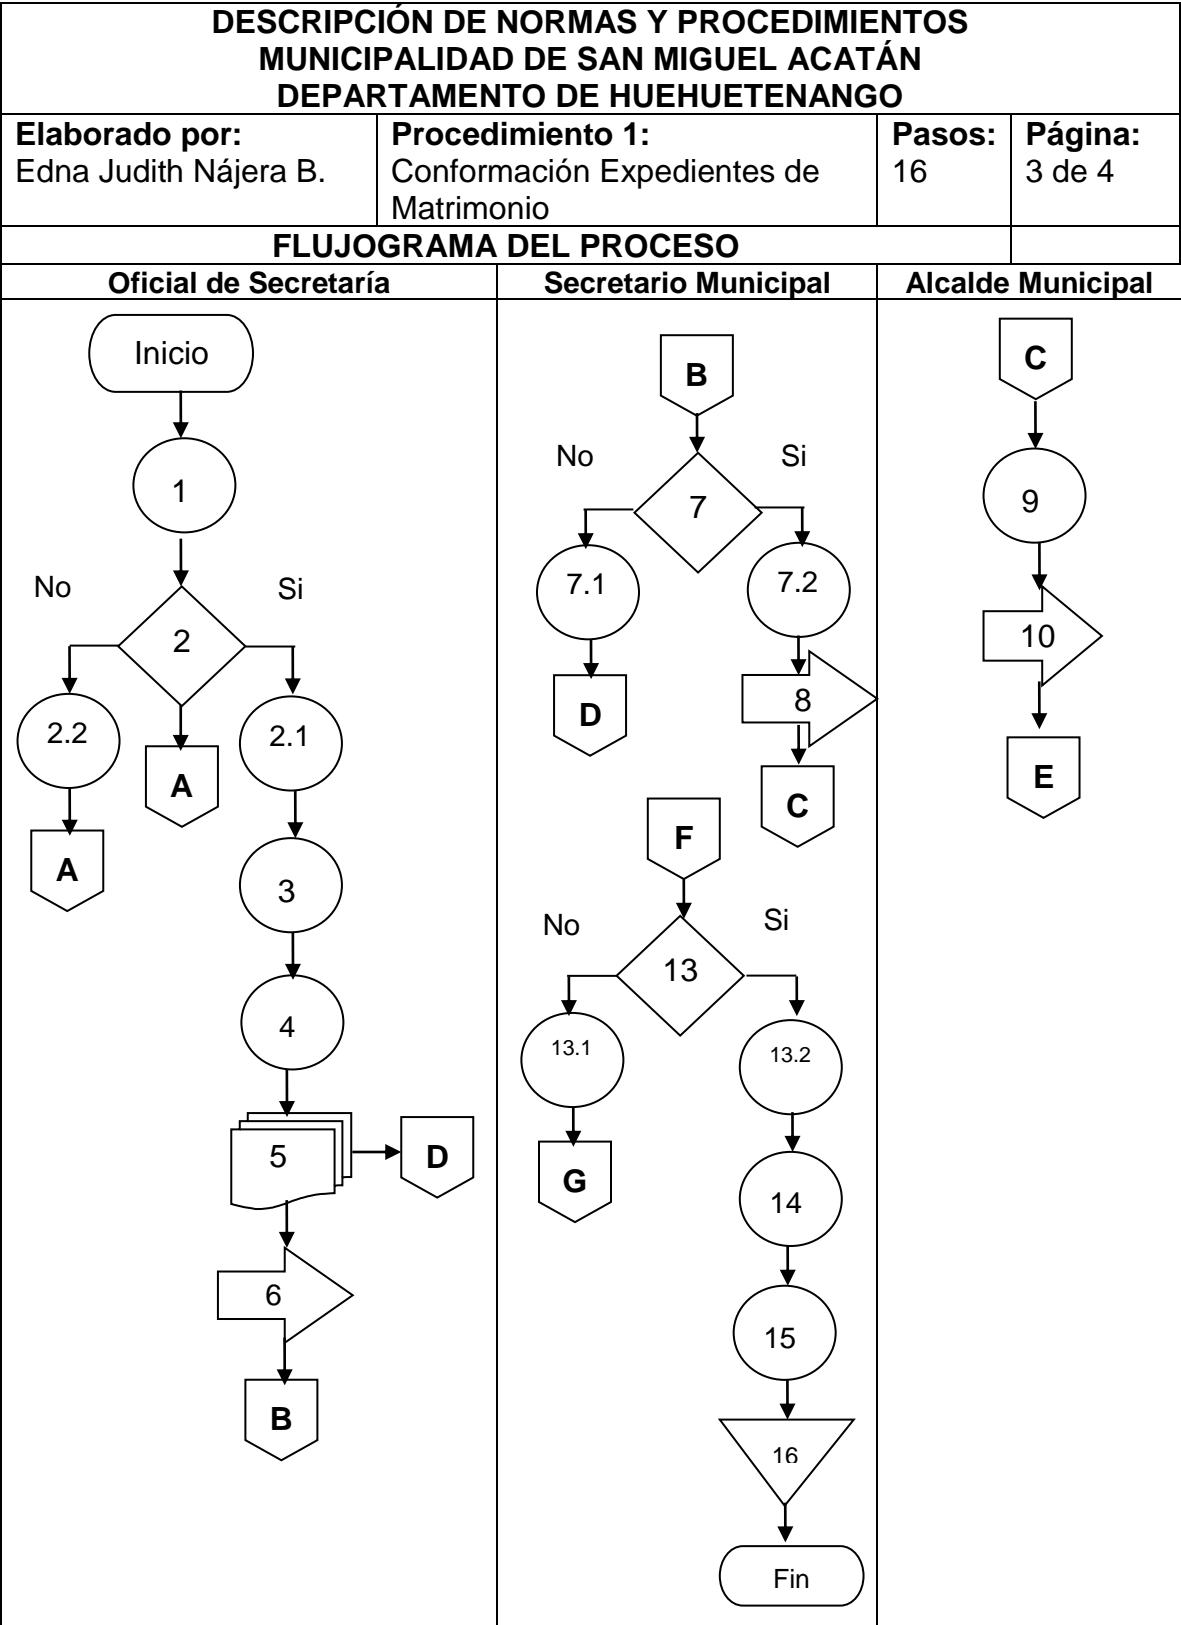 DESCRIPCIÓN DE NORMAS Y PROCEDIMIENTOS
MUNICIPALIDAD DE SAN MIGUEL ACATÁN
DEPARTAMENTO DE HUEHUETENANGO
Elaborado por:
Edna Judith Nájera B.
Procedimiento 1:
Conformación Expedientes de
Matrimonio
Pasos:
16
Página:
3 de 4
FLUJOGRAMA DEL PROCESO
Oficial de Secretaría
Inicio
1
No
Si
2
2.2
A
2.1
A
3
4
5
D
6
B
Secretario Municipal
B
No
Si
7
7.1
7.2
D
8
C
F
No
Si
13
13.1
13.2
G
14
15
16
Fin
Alcalde Municipal
C
9
10
E